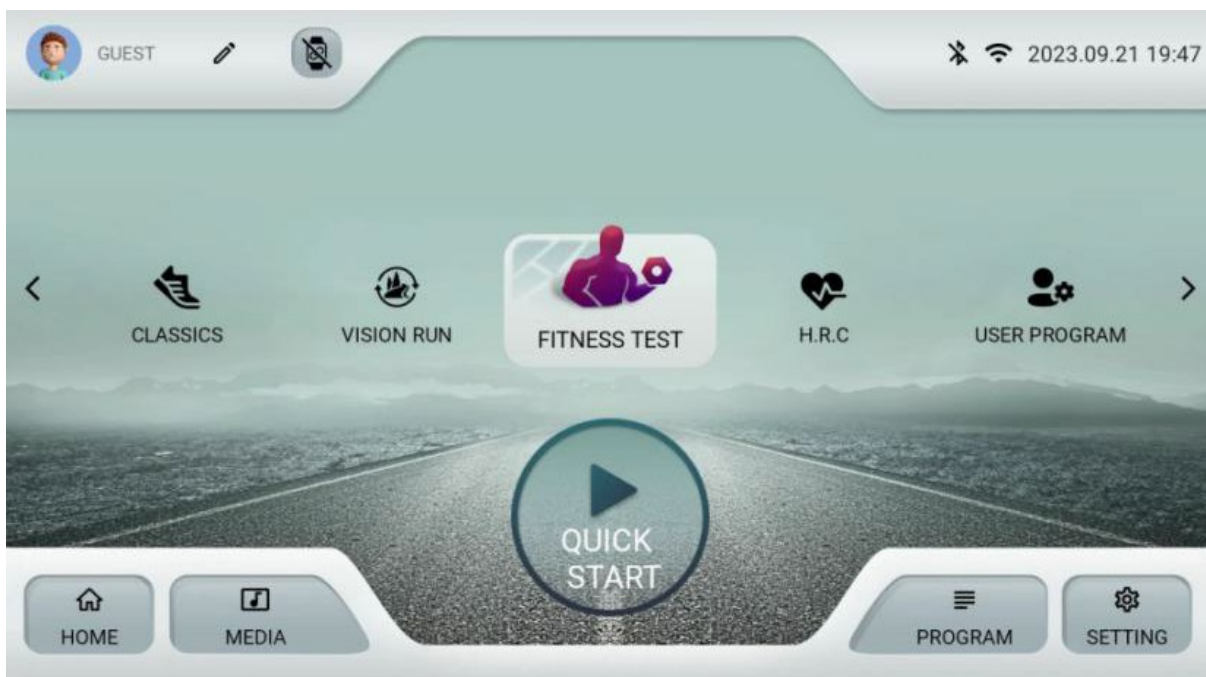 GUEST
2023.09.21 19:47
CLASSICS
VISION RUN
FITNESS TEST
H.R.C
USER PROGRAM
QUICK
START
HOME
MEDIA
PROGRAM
SETTING